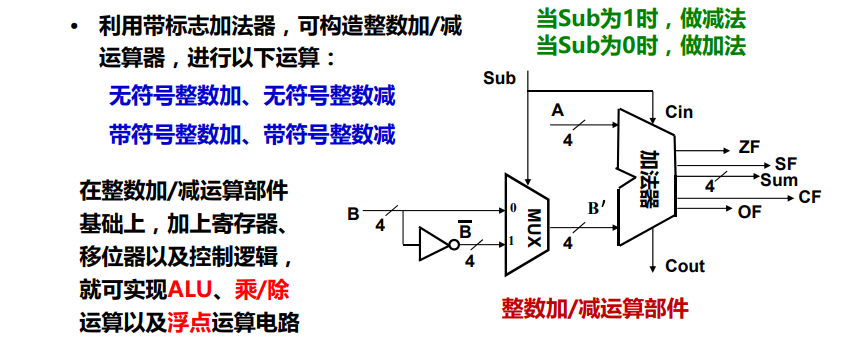 • 利用带标志加法器，可构造整数加/减
运算器，进行以下运算：
无符号整数加、无符号整数减
带符号整数加、带符号整数减
在整数加/减运算部件
基础上，加上寄存器、
移位器以及控制逻辑，
就可实现ALU、乘/除
运算以及浮点运算电路
当Sub为1时，做减法
当Sub为0时，做加法
Sub
A
4
Cin
加法器
ZF
SF
4
Sum
CF
OF
B
4
B̅
4
0
1
MUX
B′
4
Cout
整数加/减运算部件